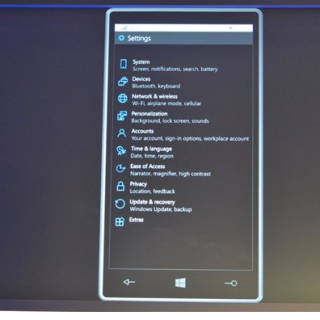 Settings
System
Screen, notifications, search, battery
Devices
Bluetooth, keyboard
Network & wireless
Wi-Fi, airplane mode, cellular
Personalization
Background, lock screen, sounds
Accounts
Your account, sign-in options, workplace account
Time & language
Date, time, region
Ease of Access
Narrator, magnifier, high contrast
Privacy
Location, feedback
Update & recovery
Windows Update, backup
Extras